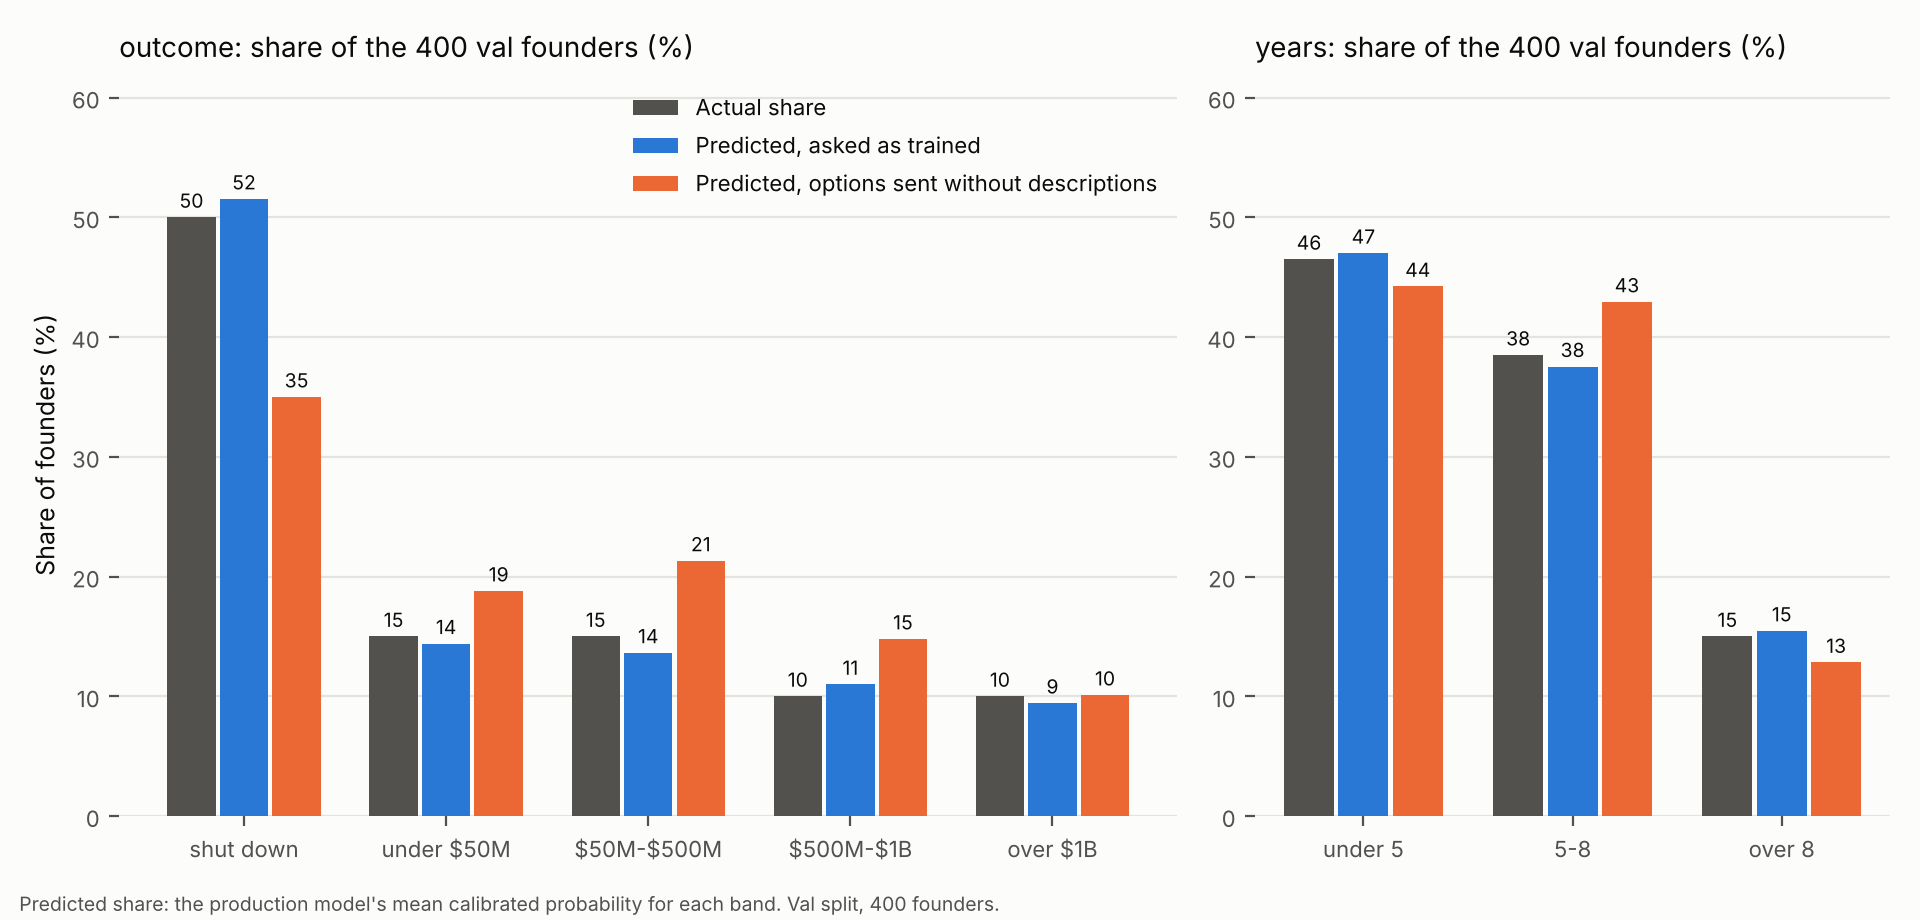 outcome: share of the 400 val founders (%)
Actual share
Predicted, asked as trained
Predicted, options sent without descriptions
Share of founders (%)
60
50
40
30
20
10
0
50
52
35
15
14
19
15
14
21
10
11
15
10
9
10
shut down
under $50M
$50M-$500M
$500M-$1B
over $1B
years: share of the 400 val founders (%)
60
50
40
30
20
10
0
46
47
44
38
38
43
15
15
13
under 5
5-8
over 8
Predicted share: the production model's mean calibrated probability for each band. Val split, 400 founders.